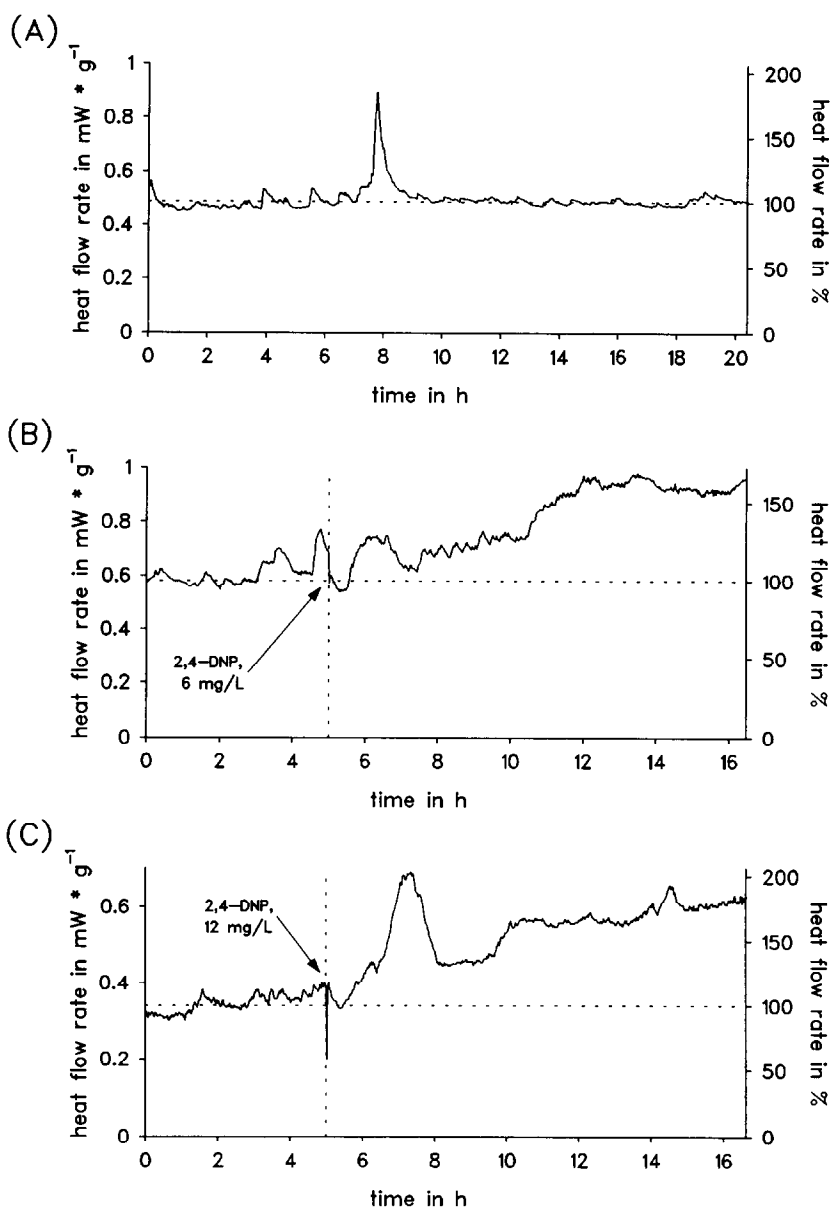 (A)
heat flow rate in mW * g⁻¹
1
0.8
0.6
0.4
0.2
0
200
150
100
50
0
heat flow rate in %
0 2 4 6 8 10 12 14 16 18 20
time in h
(B)
heat flow rate in mW * g⁻¹
1
0.8
0.6
0.4
0.2
0
2,4-DNP,
6 mg/L
150
100
50
0
heat flow rate in %
0 2 4 6 8 10 12 14 16
time in h
(C)
heat flow rate in mW * g⁻¹
0.6
0.4
0.2
0
2,4-DNP,
12 mg/L
200
150
100
50
0
heat flow rate in %
0 2 4 6 8 10 12 14 16
time in h